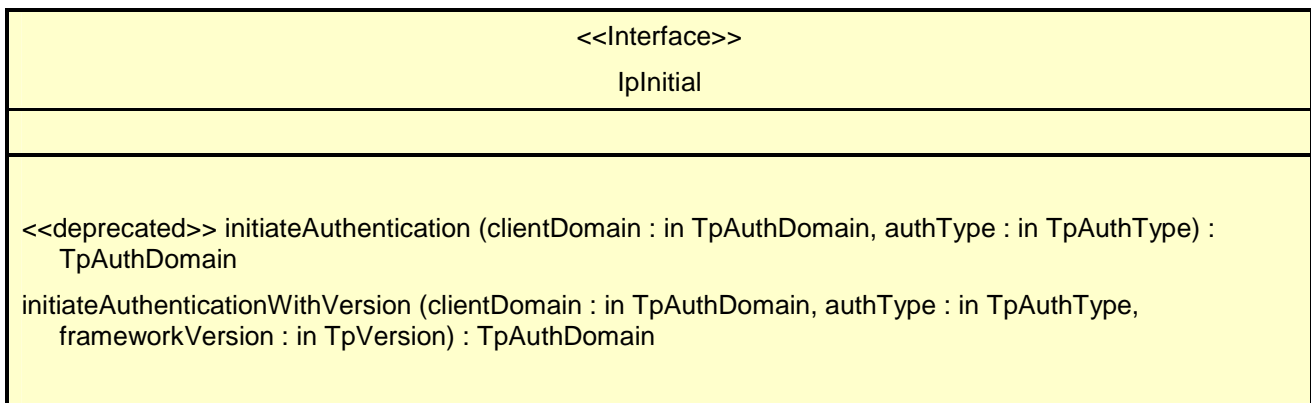 <<Interface>>
IpInitial
<<deprecated>> initiateAuthentication (clientDomain : in TpAuthDomain, authType : in TpAuthType) :
TpAuthDomain
initiateAuthenticationWithVersion (clientDomain : in TpAuthDomain, authType : in TpAuthType,
frameworkVersion : in TpVersion) : TpAuthDomain